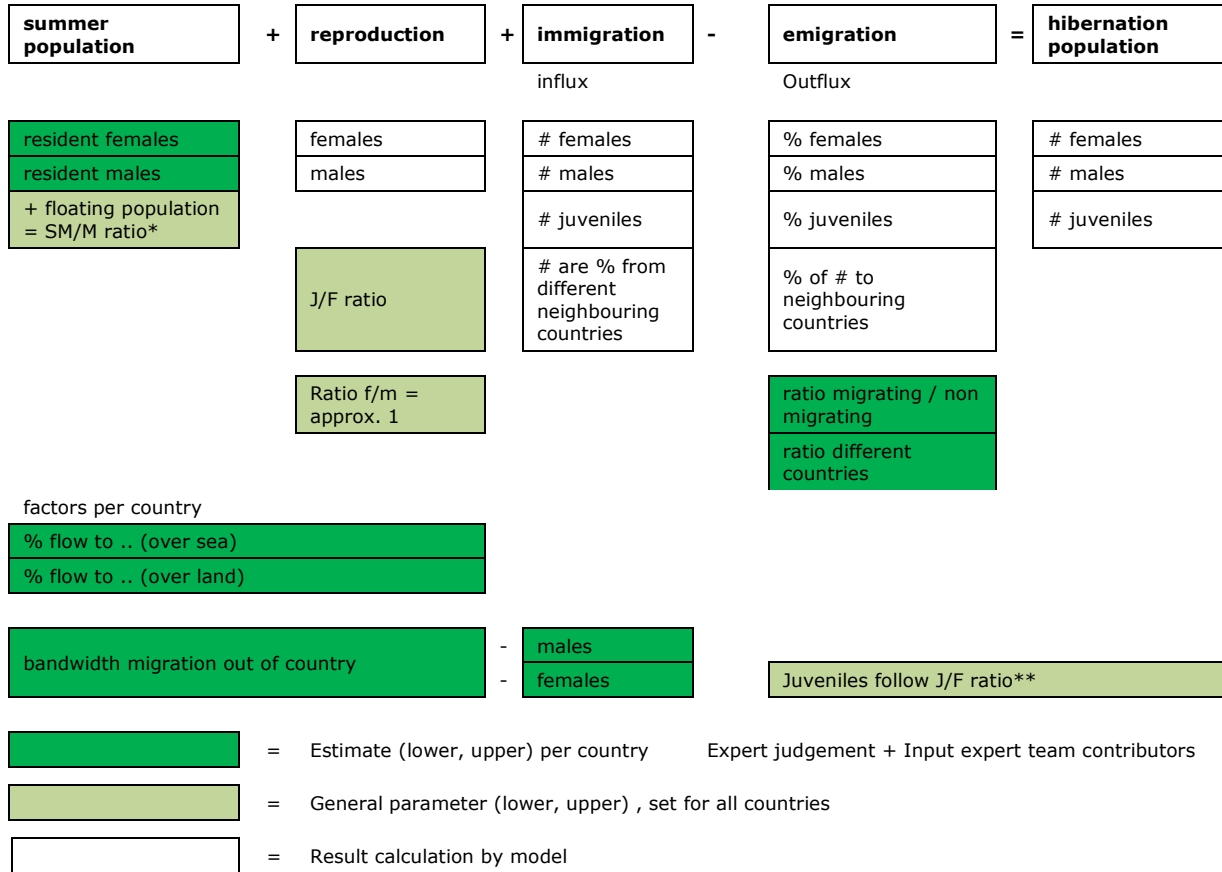 summer
population
+
reproduction
+
immigration
-
emigration
=
hibernation
population
influx
Outflux
resident females
females
# females
% females
# females
resident males
males
# males
% males
# males
+ floating population
= SM/M ratio*
# juveniles
% juveniles
# juveniles
J/F ratio
# are % from
different
neighbouring
countries
% of # to
neighbouring
countries
Ratio f/m =
approx. 1
ratio migrating / non
migrating
ratio different
countries
factors per country
% flow to .. (over sea)
% flow to .. (over land)
bandwidth migration out of country
- males
- females
Juveniles follow J/F ratio**
= Estimate (lower, upper) per country Expert judgement + Input expert team contributors
= General parameter (lower, upper) , set for all countries
= Result calculation by model